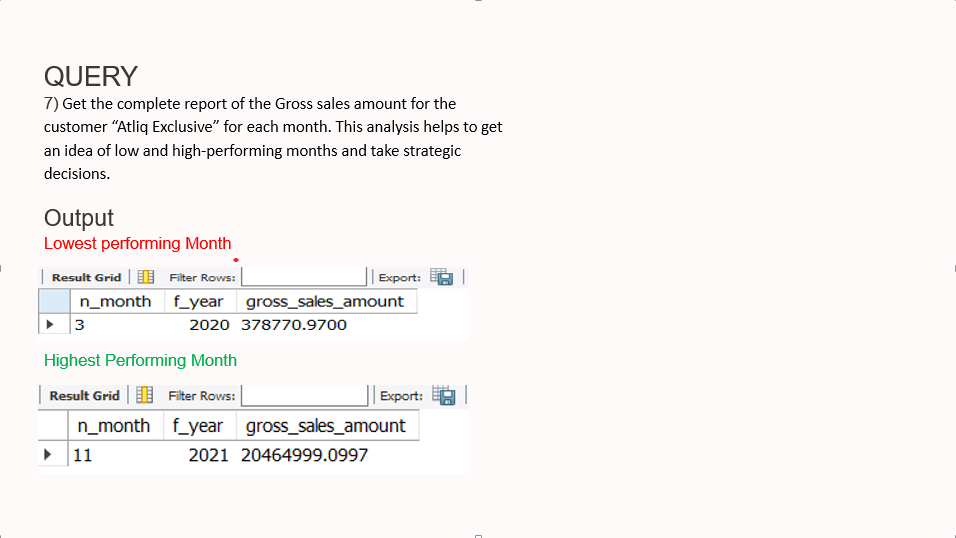 QUERY
7) Get the complete report of the Gross sales amount for the
customer “Atliq Exclusive” for each month. This analysis helps to get
an idea of low and high-performing months and take strategic
decisions.
Output
Lowest performing Month
Result Grid Filter Rows: Export:
n_month f_year gross_sales_amount
3 2020 378770.9700
Highest Performing Month
Result Grid Filter Rows: Export:
n_month f_year gross_sales_amount
11 2021 20464999.0997